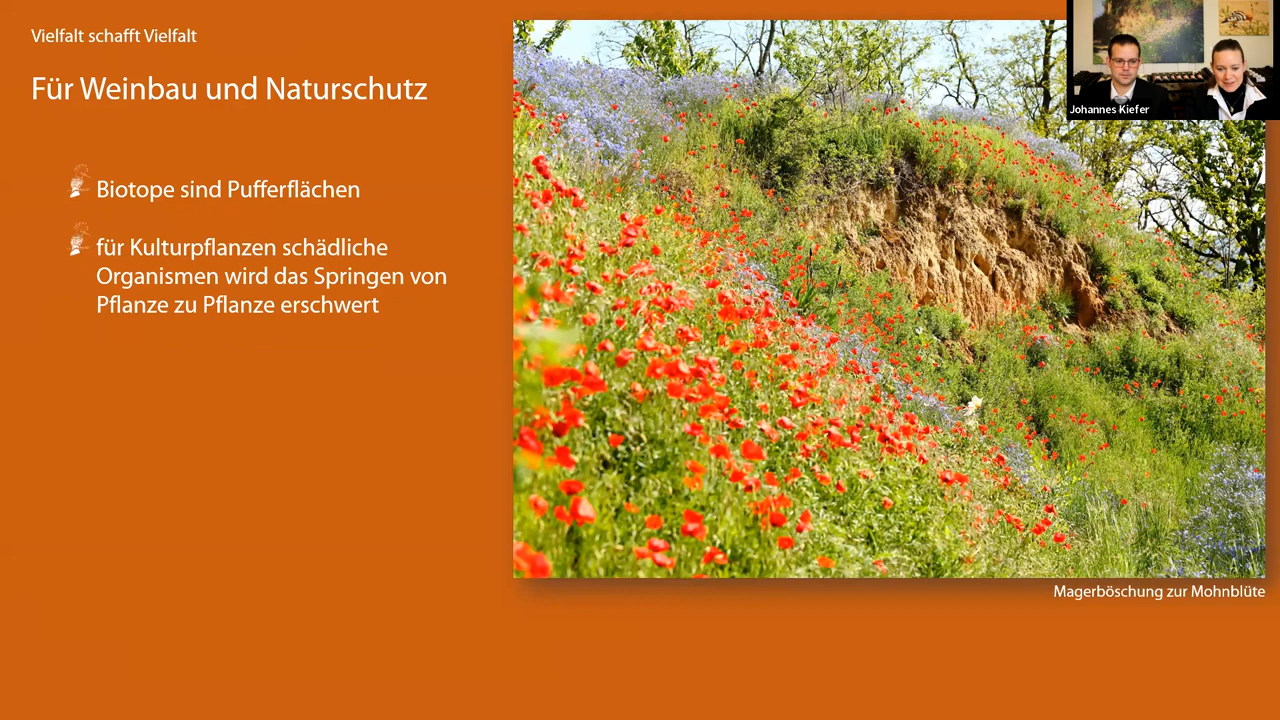 Vielfalt schafft Vielfalt
Für Weinbau und Naturschutz
Biotope sind Pufferflächen
für Kulturpflanzen schädliche
Organismen wird das Springen von
Pflanze zu Pflanze erschwert
Johannes Kiefer
Magerböschung zur Mohnblüte